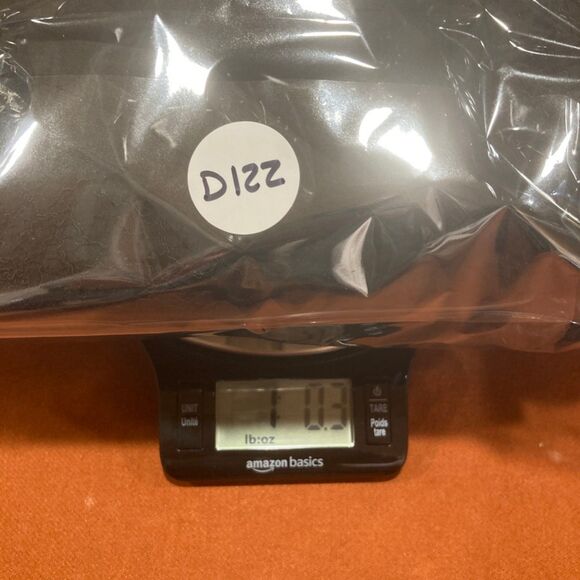 D122
UNIT
Unité
1 0.3
lb:oz
TARE
Poids
tare
amazon basics